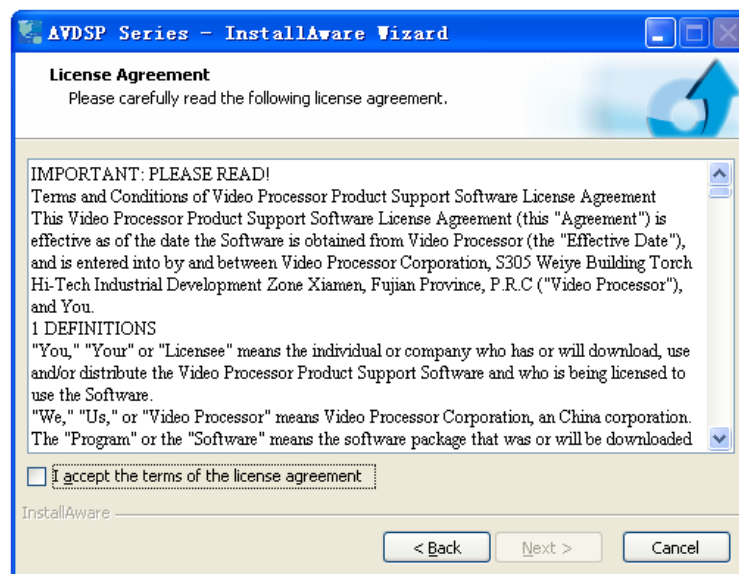 AVDSP Series - InstallAware Wizard
License Agreement
Please carefully read the following license agreement.
IMPORTANT: PLEASE READ!
Terms and Conditions of Video Processor Product Support Software License Agreement
This Video Processor Product Support Software License Agreement (this "Agreement") is
effective as of the date the Software is obtained from Video Processor (the "Effective Date"),
and is entered into by and between Video Processor Corporation, S305 Weiye Building Torch
Hi-Tech Industrial Development Zone Xiamen, Fujian Province, P.R.C ("Video Processor"),
and You.
1 DEFINITIONS
"You," "Your" or "Licensee" means the individual or company who has or will download, use
and/or distribute the Video Processor Product Support Software and who is being licensed to
use the Software.
"We," "Us," or "Video Processor" means Video Processor Corporation, an China corporation.
The "Program" or the "Software" means the software package that was or will be downloaded
I accept the terms of the license agreement
InstallAware
< Back Next > Cancel